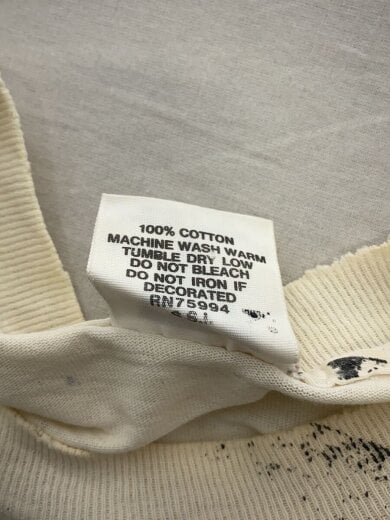 100% COTTON
MACHINE WASH WARM
TUMBLE DRY LOW
DO NOT BLEACH
DO NOT IRON IF
DECORATED
RN75994